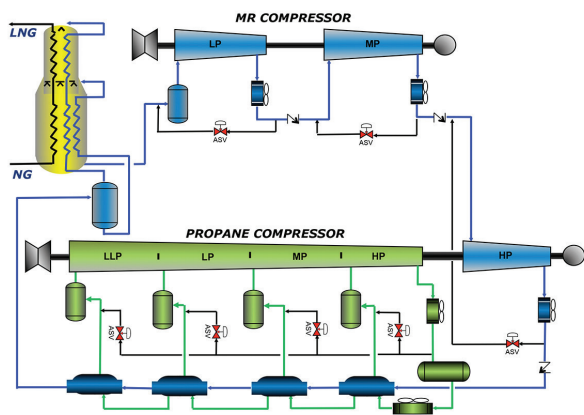 MR COMPRESSOR
LNG
LP
MP
ASV
ASV
NG
PROPANE COMPRESSOR
LLP
LP
MP
HP
HP
ASV
ASV
ASV
ASV
ASV